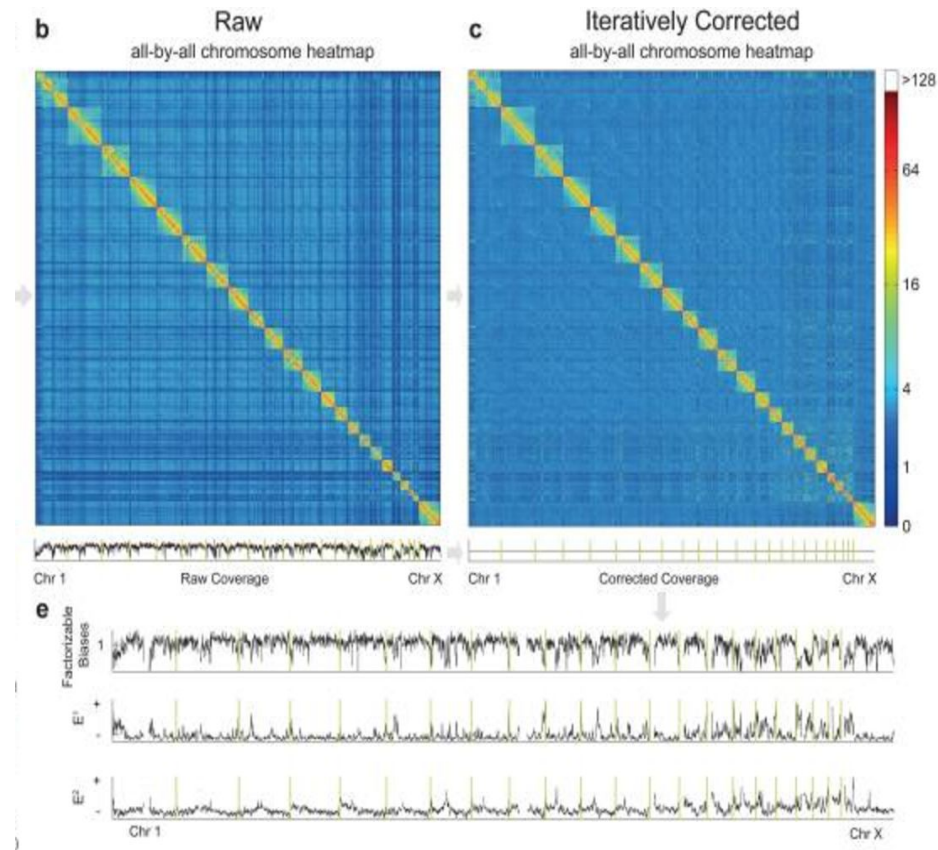 b
Raw
all-by-all chromosome heatmap
c
Iteratively Corrected
all-by-all chromosome heatmap
>128
64
16
4
1
0
Chr 1 Raw Coverage Chr X
Chr 1 Corrected Coverage Chr X
e
Factorizable
Biases
1
+
E¹
-
+
E²
-
Chr 1 Chr X